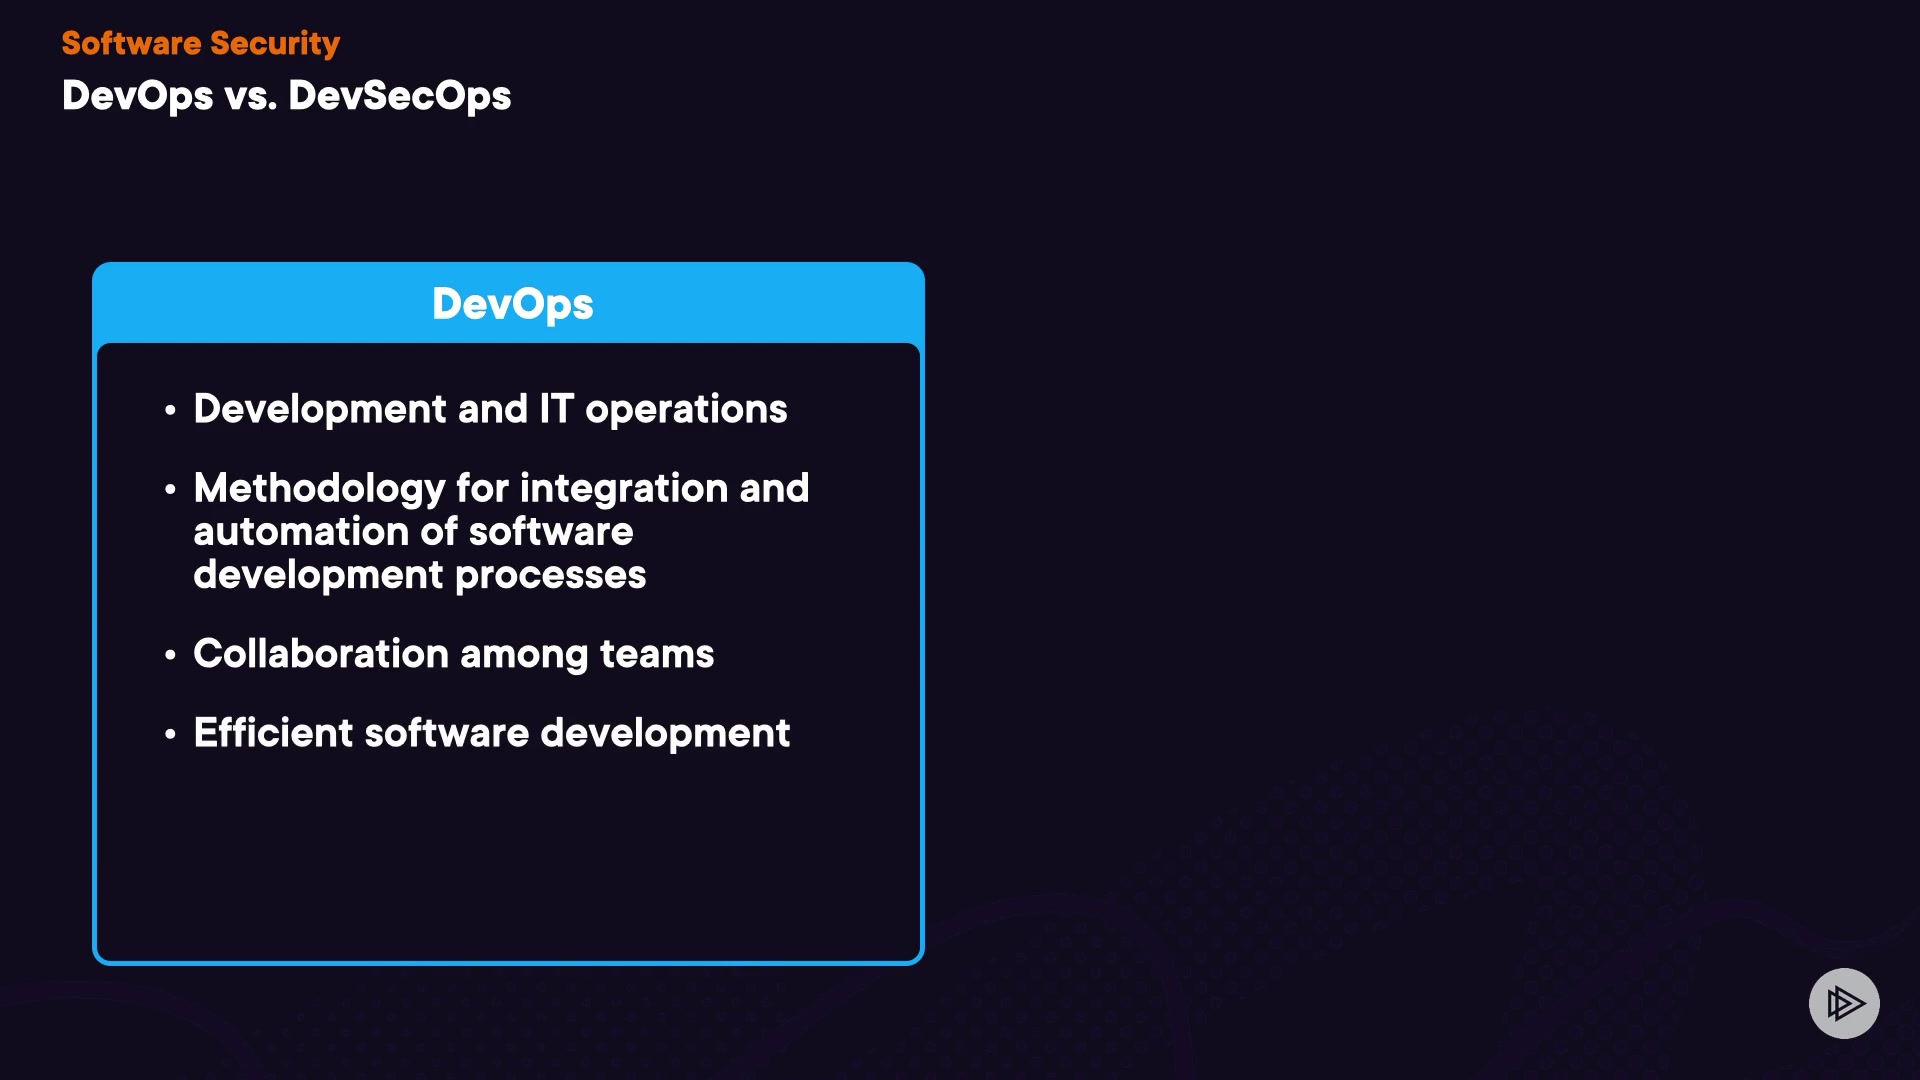 Software Security
DevOps vs. DevSecOps
DevOps
• Development and IT operations
• Methodology for integration and
automation of software
development processes
• Collaboration among teams
• Efficient software development